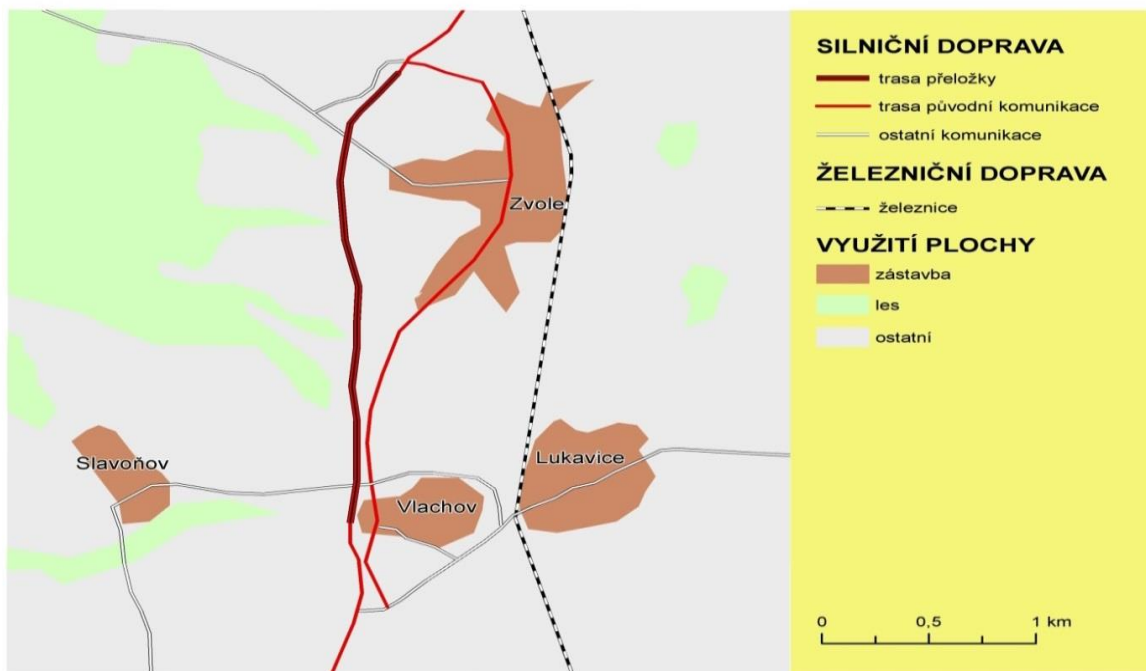 Zvole
Slavoňov
Lukavice
Vlachov
SILNIČNÍ DOPRAVA
trasa přeložky
trasa původní komunikace
ostatní komunikace
ŽELEZNIČNÍ DOPRAVA
železnice
VYUŽITÍ PLOCHY
zástavba
les
ostatní
0 0,5 1 km